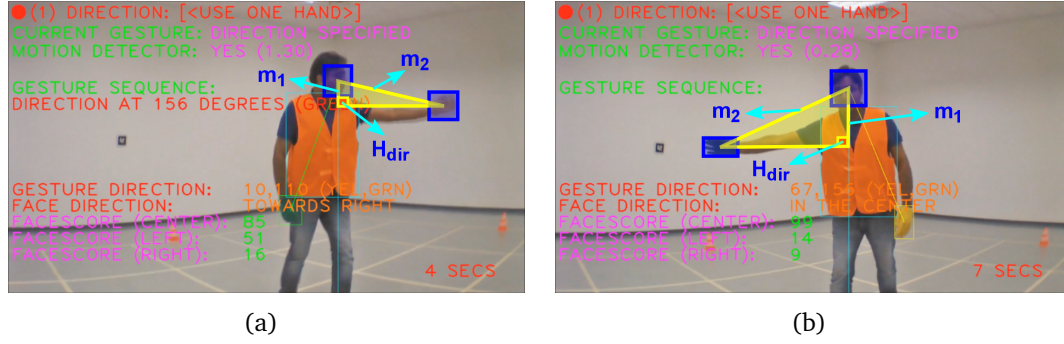 (1) DIRECTION: [<USE ONE HAND>]
CURRENT GESTURE: DIRECTION SPECIFIED
MOTION DETECTOR: YES (1.30)
GESTURE SEQUENCE:
DIRECTION AT 156 DEGREES (GREEN)
m1
m2
Hdir
GESTURE DIRECTION: 10,110 (YEL,GRN)
FACE DIRECTION: TOWARDS RIGHT
FACESCORE (CENTER): 85
FACESCORE (LEFT): 51
FACESCORE (RIGHT): 16
4 SECS
(a)
(1) DIRECTION: [<USE ONE HAND>]
CURRENT GESTURE: DIRECTION SPECIFIED
MOTION DETECTOR: YES (0.28)
GESTURE SEQUENCE:
m2
m1
Hdir
GESTURE DIRECTION: 67,156 (YEL,GRN)
FACE DIRECTION: IN THE CENTER
FACESCORE (CENTER): 99
FACESCORE (LEFT): 14
FACESCORE (RIGHT): 9
7 SECS
(b)